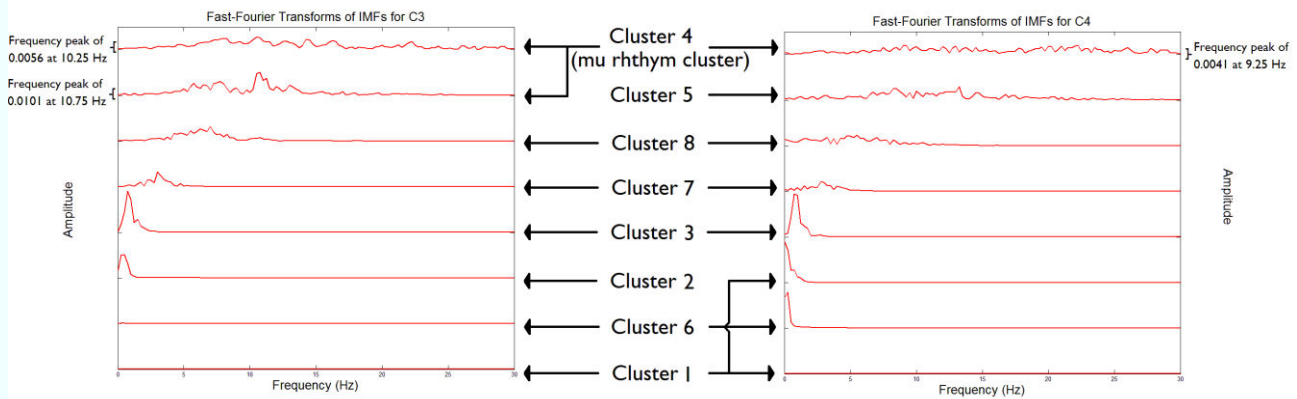 Fast-Fourier Transforms of IMFs for C3
Frequency peak of
0.0056 at 10.25 Hz
Frequency peak of
0.0101 at 10.75 Hz
Amplitude
0 5 10 15 20 25 30
Frequency (Hz)
Cluster 4
(mu rhthym cluster)
Cluster 5
Cluster 8
Cluster 7
Cluster 3
Cluster 2
Cluster 6
Cluster 1
Fast-Fourier Transforms of IMFs for C4
Frequency peak of
0.0041 at 9.25 Hz
Amplitude
0 5 10 15 20 25 30
Frequency (Hz)